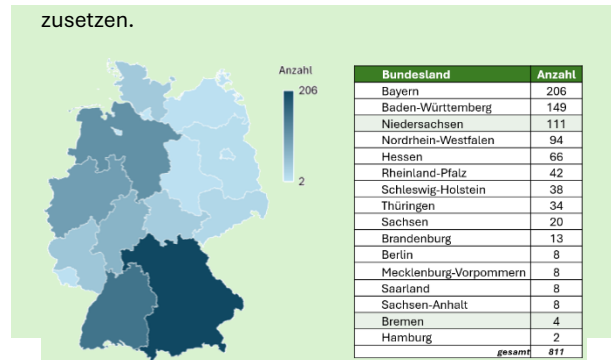 zusetzen.
Anzahl
206
2
Bundesland Anzahl
Bayern 206
Baden-Württemberg 149
Niedersachsen 111
Nordrhein-Westfalen 94
Hessen 66
Rheinland-Pfalz 42
Schleswig-Holstein 38
Thüringen 34
Sachsen 20
Brandenburg 13
Berlin 8
Mecklenburg-Vorpommern 8
Saarland 8
Sachsen-Anhalt 8
Bremen 4
Hamburg 2
gesamt 811